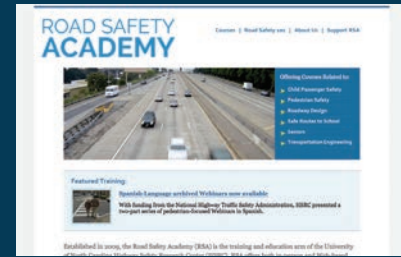 ROAD SAFETY
ACADEMY
Courses | Road Safety 101 | About Us | Support RSA
Offering Courses Related to:
Child Passenger Safety
Pedestrian Safety
Roadway Design
Safe Routes to School
Seniors
Transportation Engineering
Featured Training:
Spanish-Language archived Webinars now available
With funding from the National Highway Traffic Safety Administration, HSRC presented a
two-part series of pedestrian-focused Webinars in Spanish.
Established in 2009, the Road Safety Academy (RSA) is the training and education arm of the University
of North Carolina Highway Safety Research Center (HSRC). RSA offers both in-person and Web-based